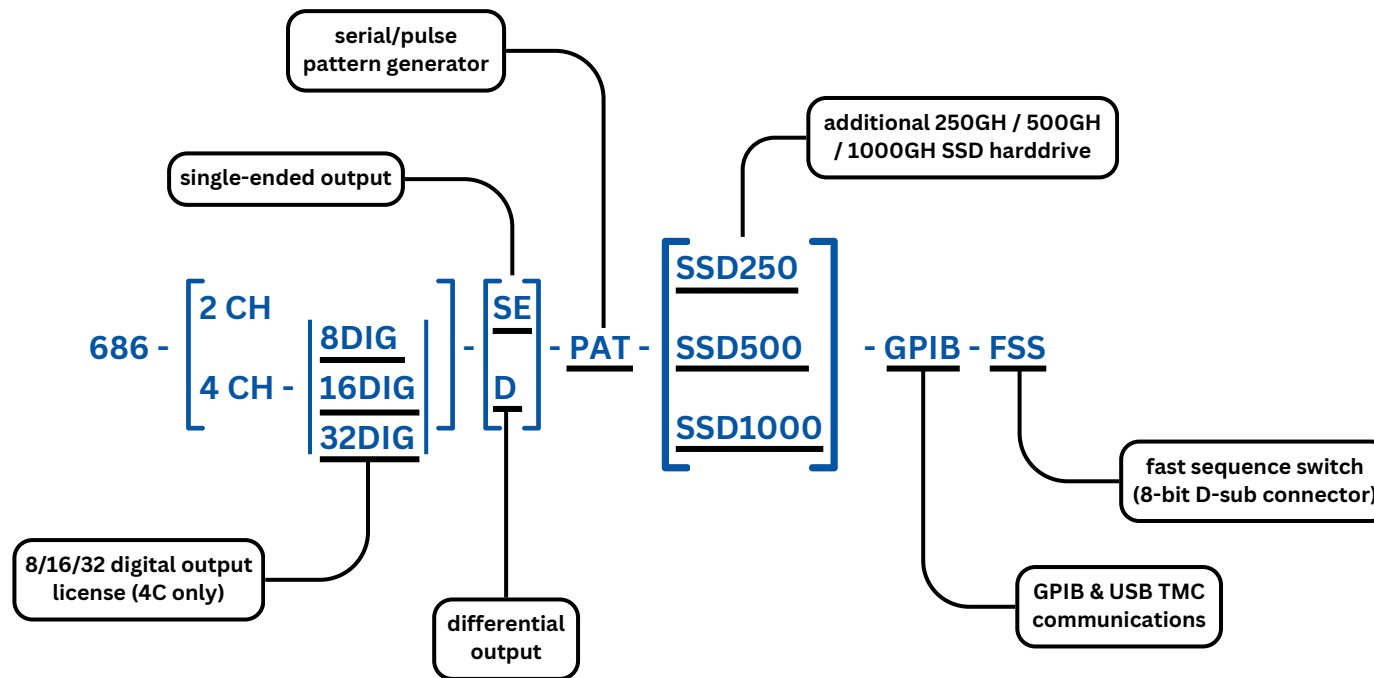 serial/pulse
pattern generator
additional 250GH / 500GH
/ 1000GH SSD harddrive
single-ended output
686 -
2 CH
4 CH -
8DIG
16DIG
32DIG
-
SE
D
- PAT -
SSD250
SSD500
SSD1000
- GPIB - FSS
fast sequence switch
(8-bit D-sub connector)
8/16/32 digital output
license (4C only)
differential
output
GPIB & USB TMC
communications